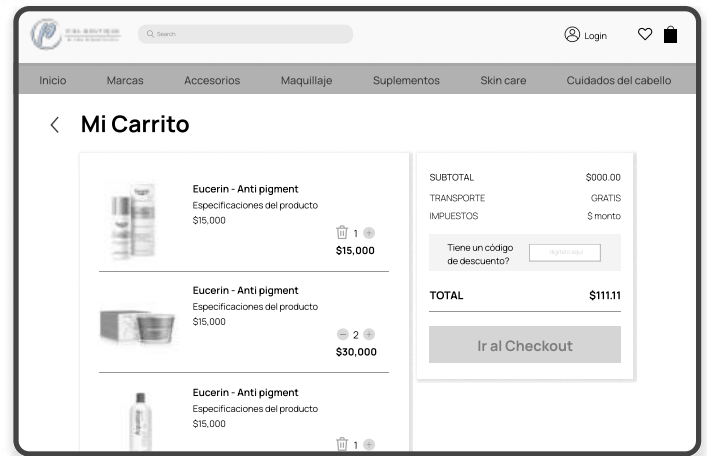 Search
Login
Inicio
Marcas
Accesorios
Maquillaje
Suplementos
Skin care
Cuidados del cabello
Mi Carrito
Eucerin - Anti pigment
Especificaciones del producto
$15,000
1
$15,000
Eucerin - Anti pigment
Especificaciones del producto
$15,000
2
$30,000
Eucerin - Anti pigment
Especificaciones del producto
$15,000
1
SUBTOTAL $000.00
TRANSPORTE GRATIS
IMPUESTOS $ monto
Tiene un código
de descuento?
TOTAL $111.11
Ir al Checkout